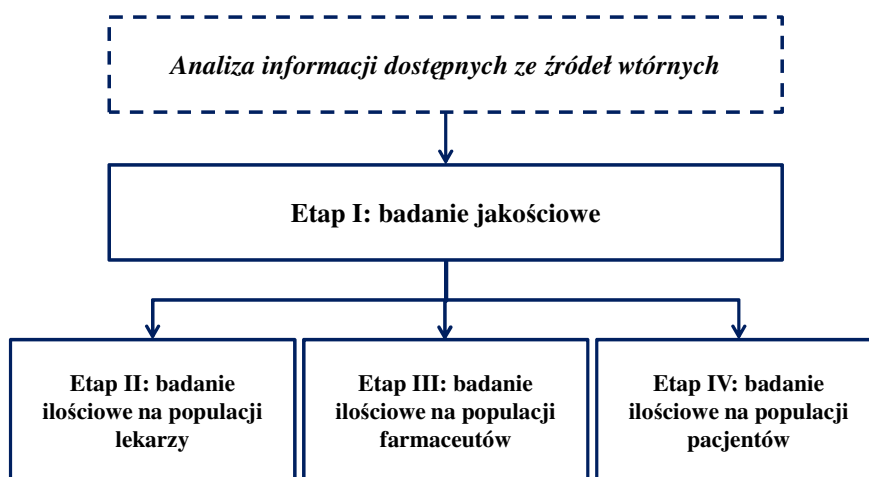 Analiza informacji dostępnych ze źródeł wtórnych
Etap I: badanie jakościowe
Etap II: badanie
ilościowe na populacji
lekarzy
Etap III: badanie
ilościowe na populacji
farmaceutów
Etap IV: badanie
ilościowe na populacji
pacjentów